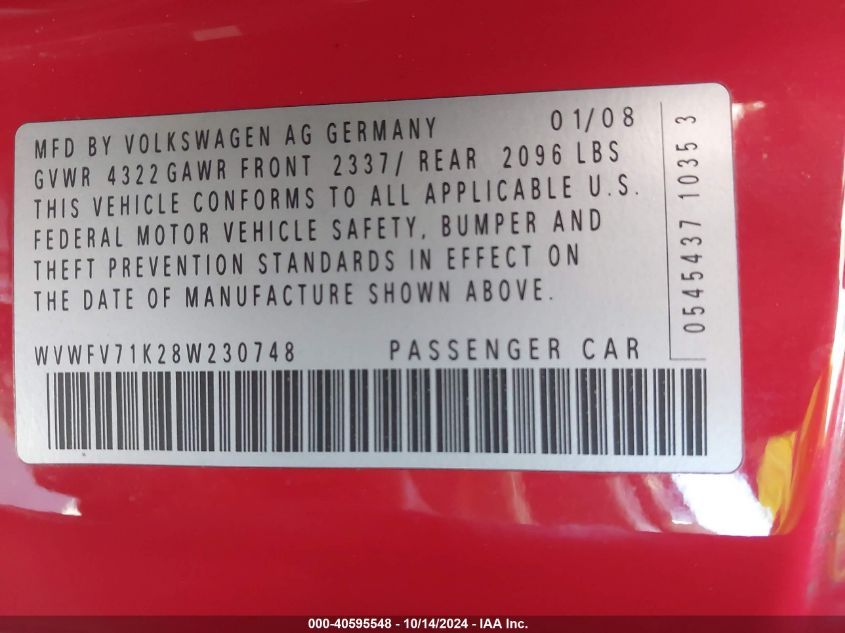 MFD BY VOLKSWAGEN AG GERMANY 01/08
GVWR 4322 GAWR FRONT 2337/ REAR 2096 LBS
THIS VEHICLE CONFORMS TO ALL APPLICABLE U.S.
FEDERAL MOTOR VEHICLE SAFETY, BUMPER AND
THEFT PREVENTION STANDARDS IN EFFECT ON
THE DATE OF MANUFACTURE SHOWN ABOVE.
WVWFV71K28W230748 PASSENGER CAR
0545437 1035 3
000-40595548 - 10/14/2024 - IAA Inc.